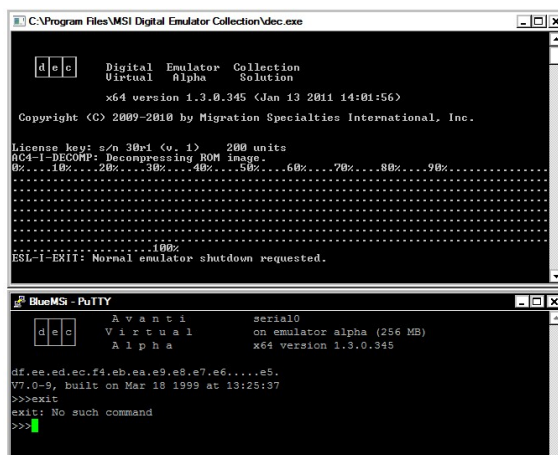 C:\Program Files\MSI Digital Emulator Collection\dec.exe
dec Digital Emulator Collection
Virtual Alpha Solution
x64 version 1.3.0.345 (Jan 13 2011 14:01:56)
Copyright (C) 2009-2010 by Migration Specialties International, Inc.
License key: s/n 30r1 (v. 1) 200 units
AC4-I-DECOMP: Decompressing ROM image.
0%....10%....20%....30%....40%....50%....60%....70%....80%....90%...............
................................................................................
................................................................................
................................................................................
................................................................................
................................................................................
.......................100%
ESL-I-EXIT: Normal emulator shutdown requested.
BlueMSi - PuTTY
Avanti serial0
dec Virtual on emulator alpha (256 MB)
Alpha x64 version 1.3.0.345
df.ee.ed.ec.f4.eb.ea.e9.e8.e7.e6.....e5.
V7.0-9, built on Mar 18 1999 at 13:25:37
>>>exit
exit: No such command
>>>